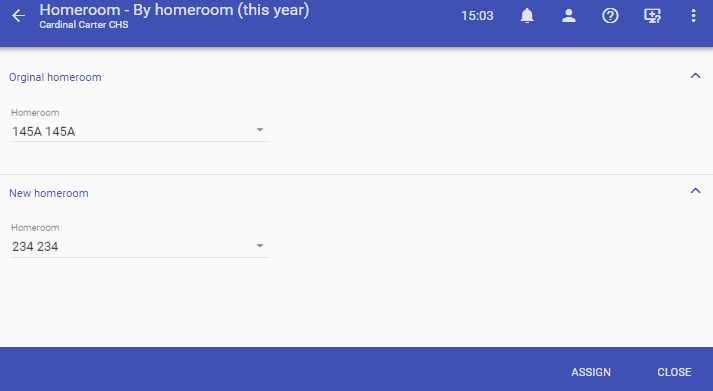 Homeroom - By homeroom (this year)
Cardinal Carter CHS
15:03
Orginal homeroom
Homeroom
145A 145A
New homeroom
Homeroom
234 234
ASSIGN
CLOSE